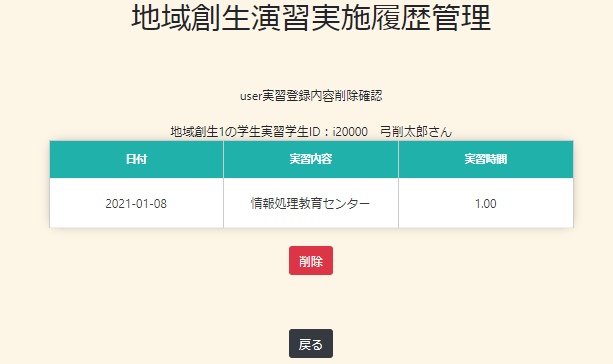 地域創生演習実施履歴管理
user実習登録内容削除確認
地域創生1の学生実習学生ID：i20000　弓削太郎さん
日付 実習内容 実習時間
2021-01-08 情報処理教育センター 1.00
削除
戻る